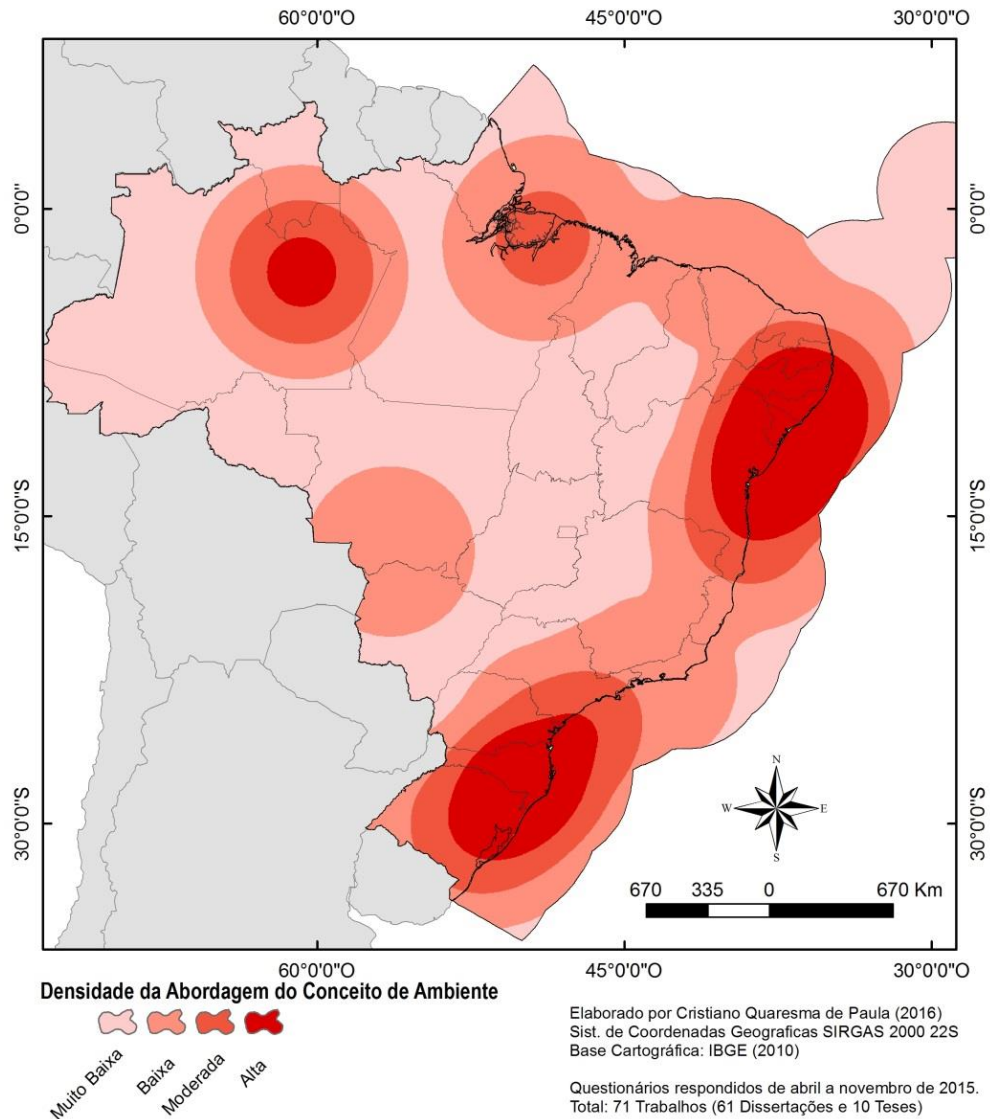 60°0'0"O 45°0'0"O 30°0'0"O
0°0'0" 0°0'0"
15°0'0"S 15°0'0"S
30°0'0"S 30°0'0"S
N
W E
S
670 335 0 670 Km
60°0'0"O 45°0'0"O 30°0'0"O
Densidade da Abordagem do Conceito de Ambiente
Muito Baixa
Baixa
Moderada
Alta
Elaborado por Cristiano Quaresma de Paula (2016)
Sist. de Coordenadas Geograficas SIRGAS 2000 22S
Base Cartográfica: IBGE (2010)
Questionários respondidos de abril a novembro de 2015.
Total: 71 Trabalhos (61 Dissertações e 10 Teses)